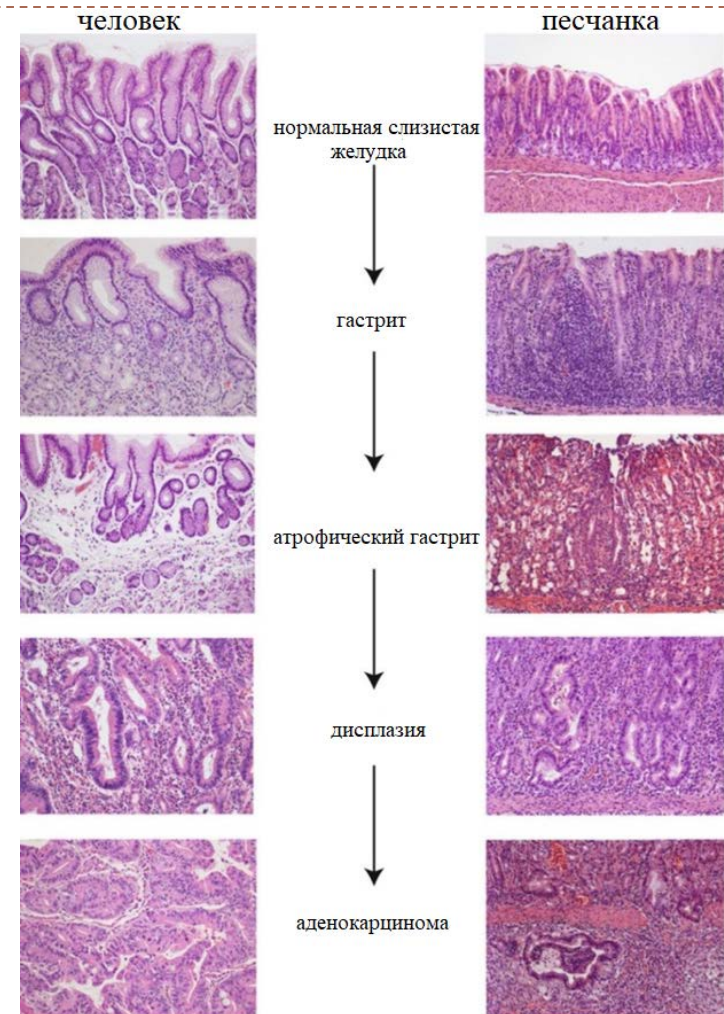 человек
песчанка
нормальная слизистая
желудка
гастрит
атрофический гастрит
дисплазия
аденокарцинома